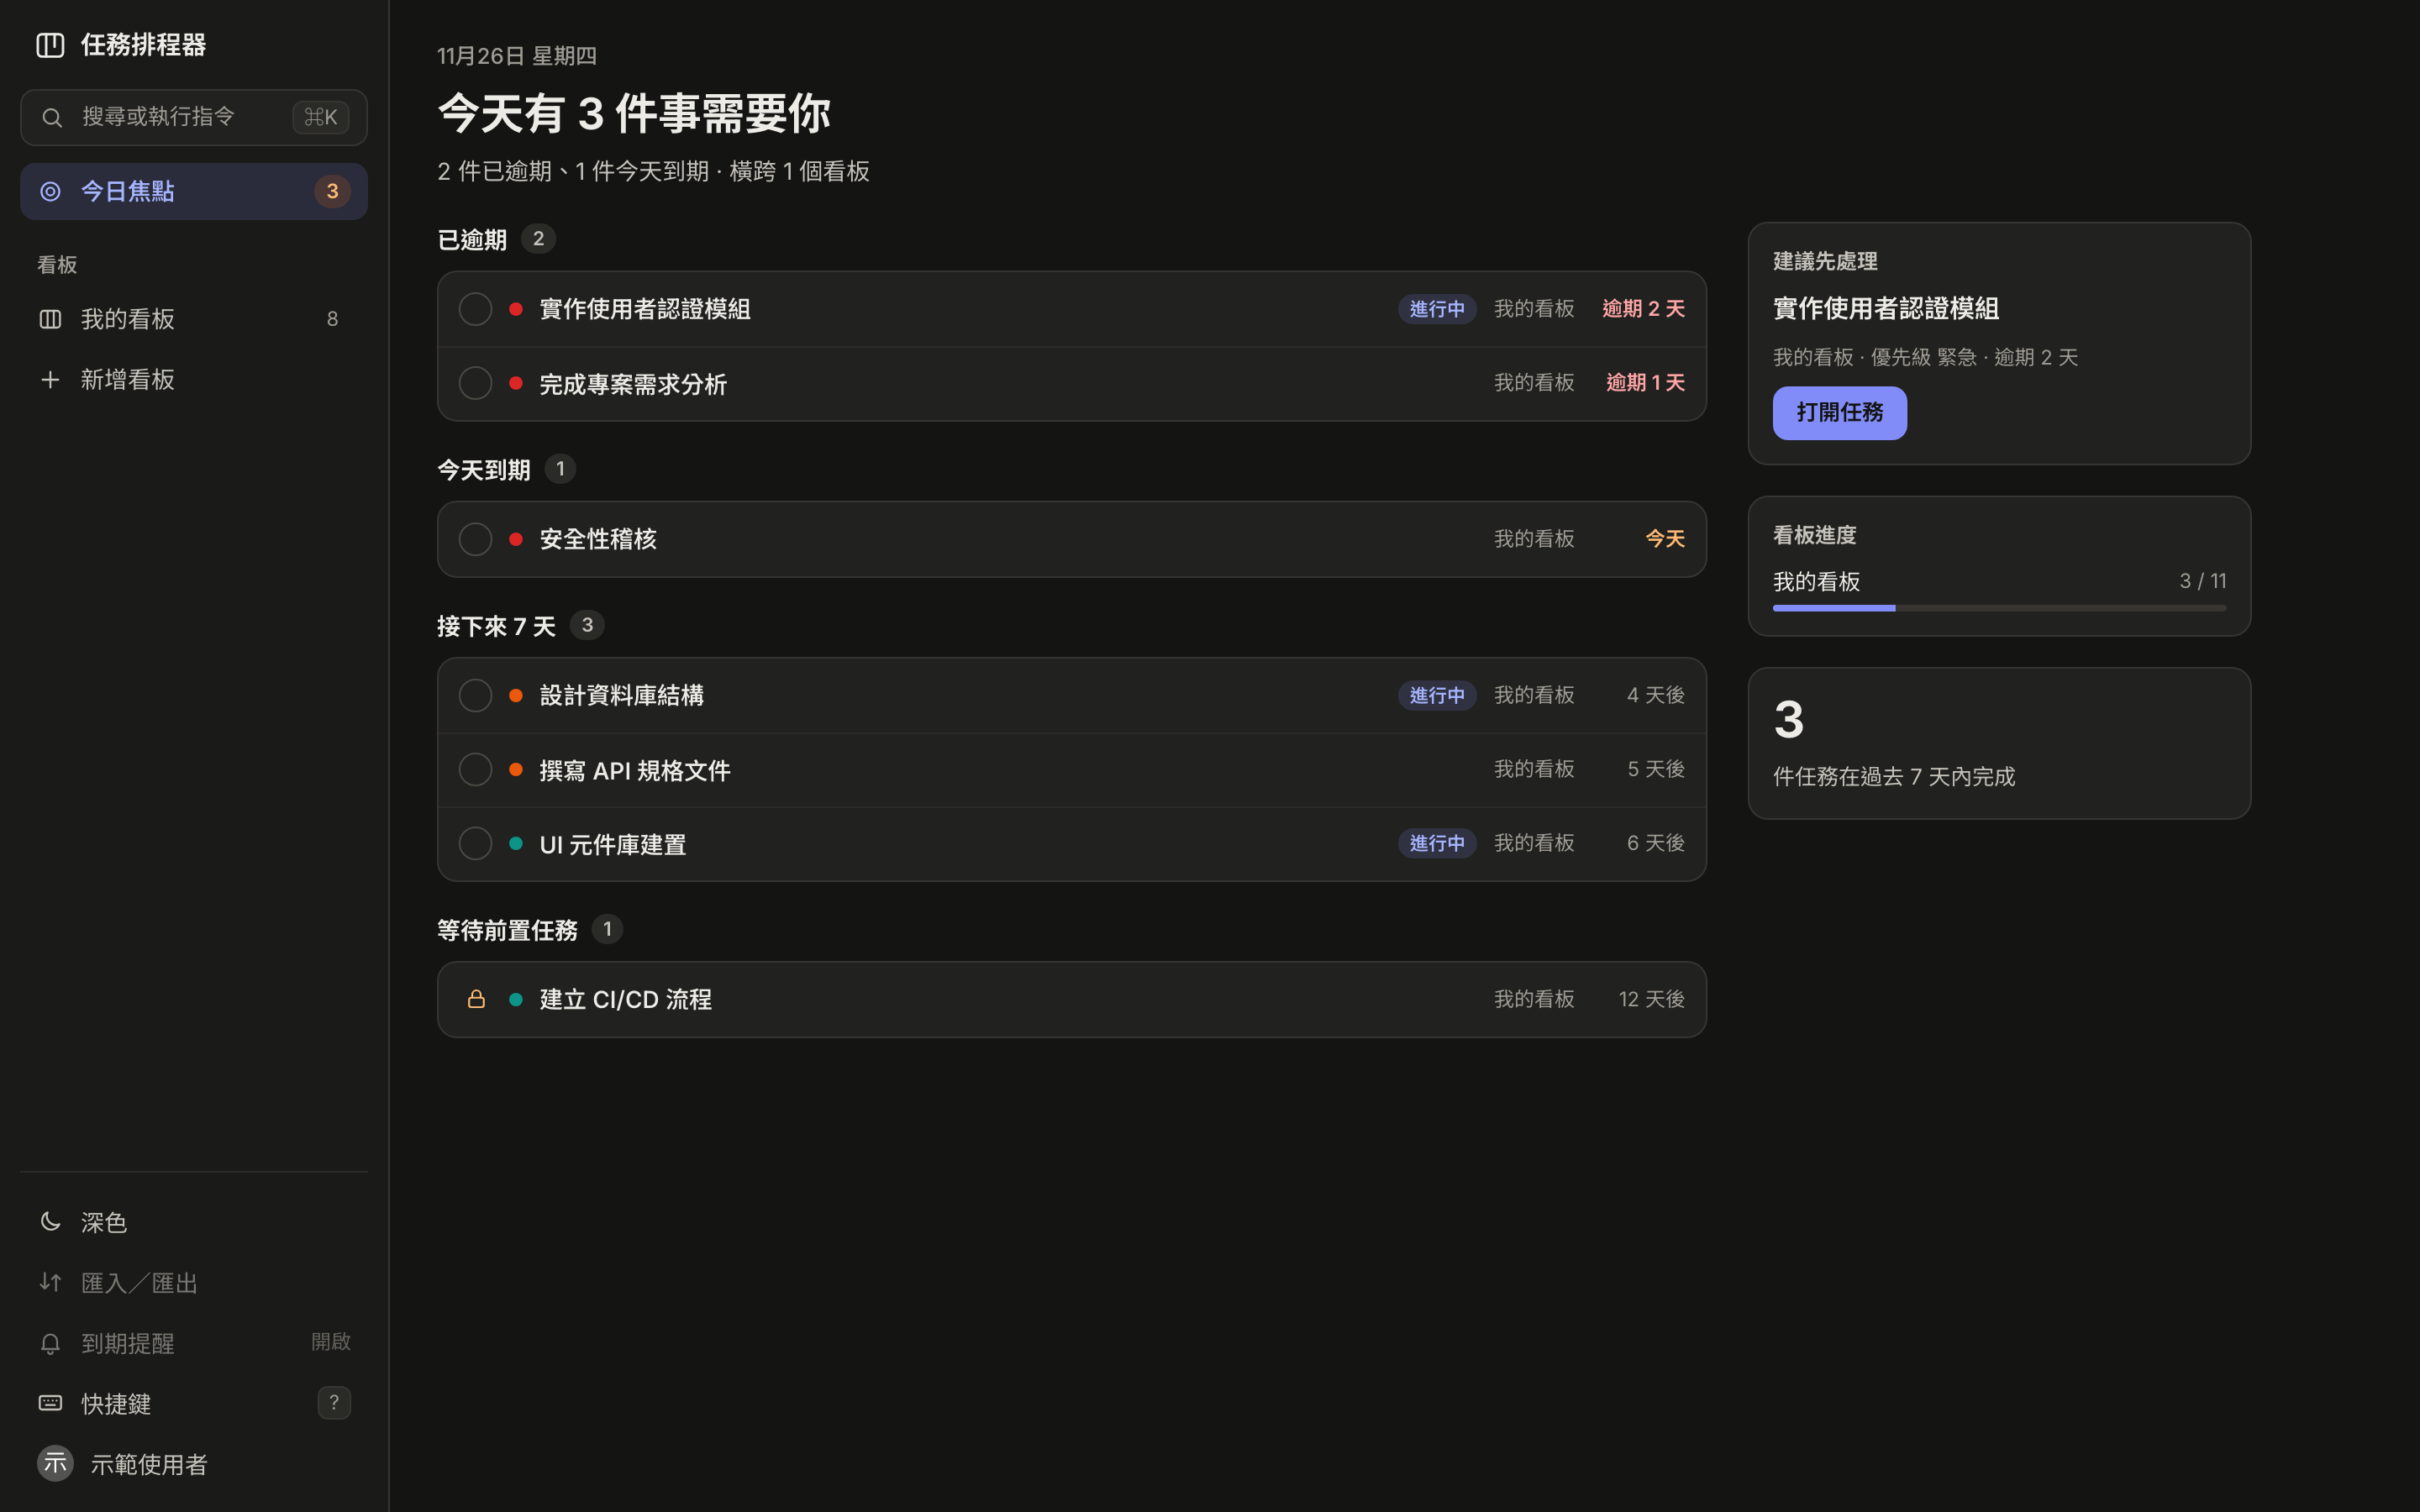 任務排程器
搜尋或執行指令 ⌘K
今日焦點 3
看板
我的看板 8
新增看板
深色
匯入／匯出
到期提醒 開啟
快捷鍵 ?
示 示範使用者
11月26日 星期四
今天有 3 件事需要你
2 件已逾期、1 件今天到期 · 橫跨 1 個看板
已逾期 2
實作使用者認證模組 進行中 我的看板 逾期 2 天
完成專案需求分析 我的看板 逾期 1 天
今天到期 1
安全性稽核 我的看板 今天
接下來 7 天 3
設計資料庫結構 進行中 我的看板 4 天後
撰寫 API 規格文件 我的看板 5 天後
UI 元件庫建置 進行中 我的看板 6 天後
等待前置任務 1
建立 CI/CD 流程 我的看板 12 天後
建議先處理
實作使用者認證模組
我的看板 · 優先級 緊急 · 逾期 2 天
打開任務
看板進度
我的看板 3 / 11
3
件任務在過去 7 天內完成